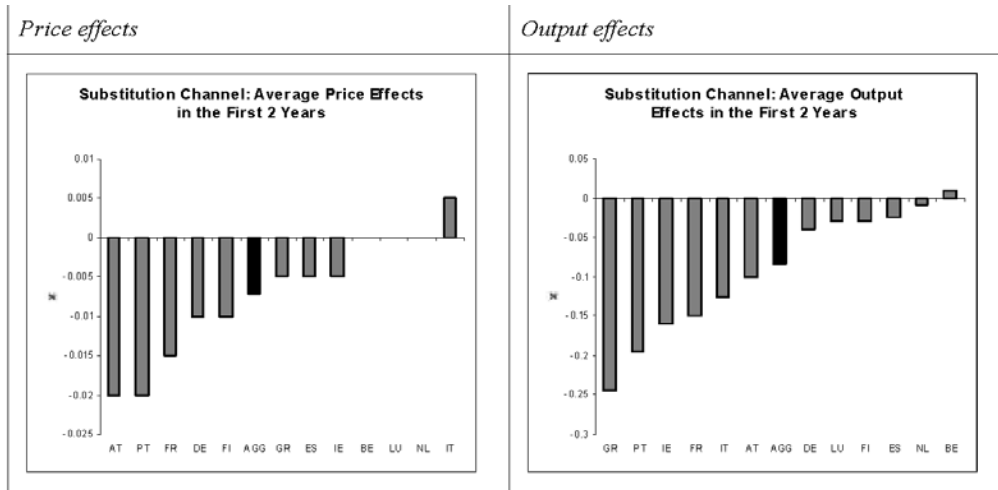 Price effects
Output effects
Substitution Channel: Average Price Effects
in the First 2 Years
0.01
0.005
0
-0.005
-0.01
-0.015
-0.02
-0.025
%
AT PT FR DE FI AGG GR ES IE BE LU NL IT
Substitution Channel: Average Output
Effects in the First 2 Years
0.05
0
-0.05
-0.1
-0.15
-0.2
-0.25
-0.3
%
GR PT IE FR IT AT AGG DE LU FI ES NL BE